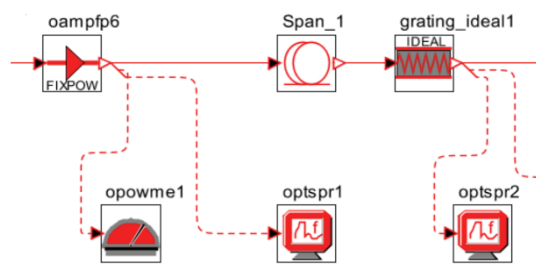 oampfp6 Span_1 grating_ideal1
FIXPOW IDEAL
opowme1 optspr1 optspr2
f f